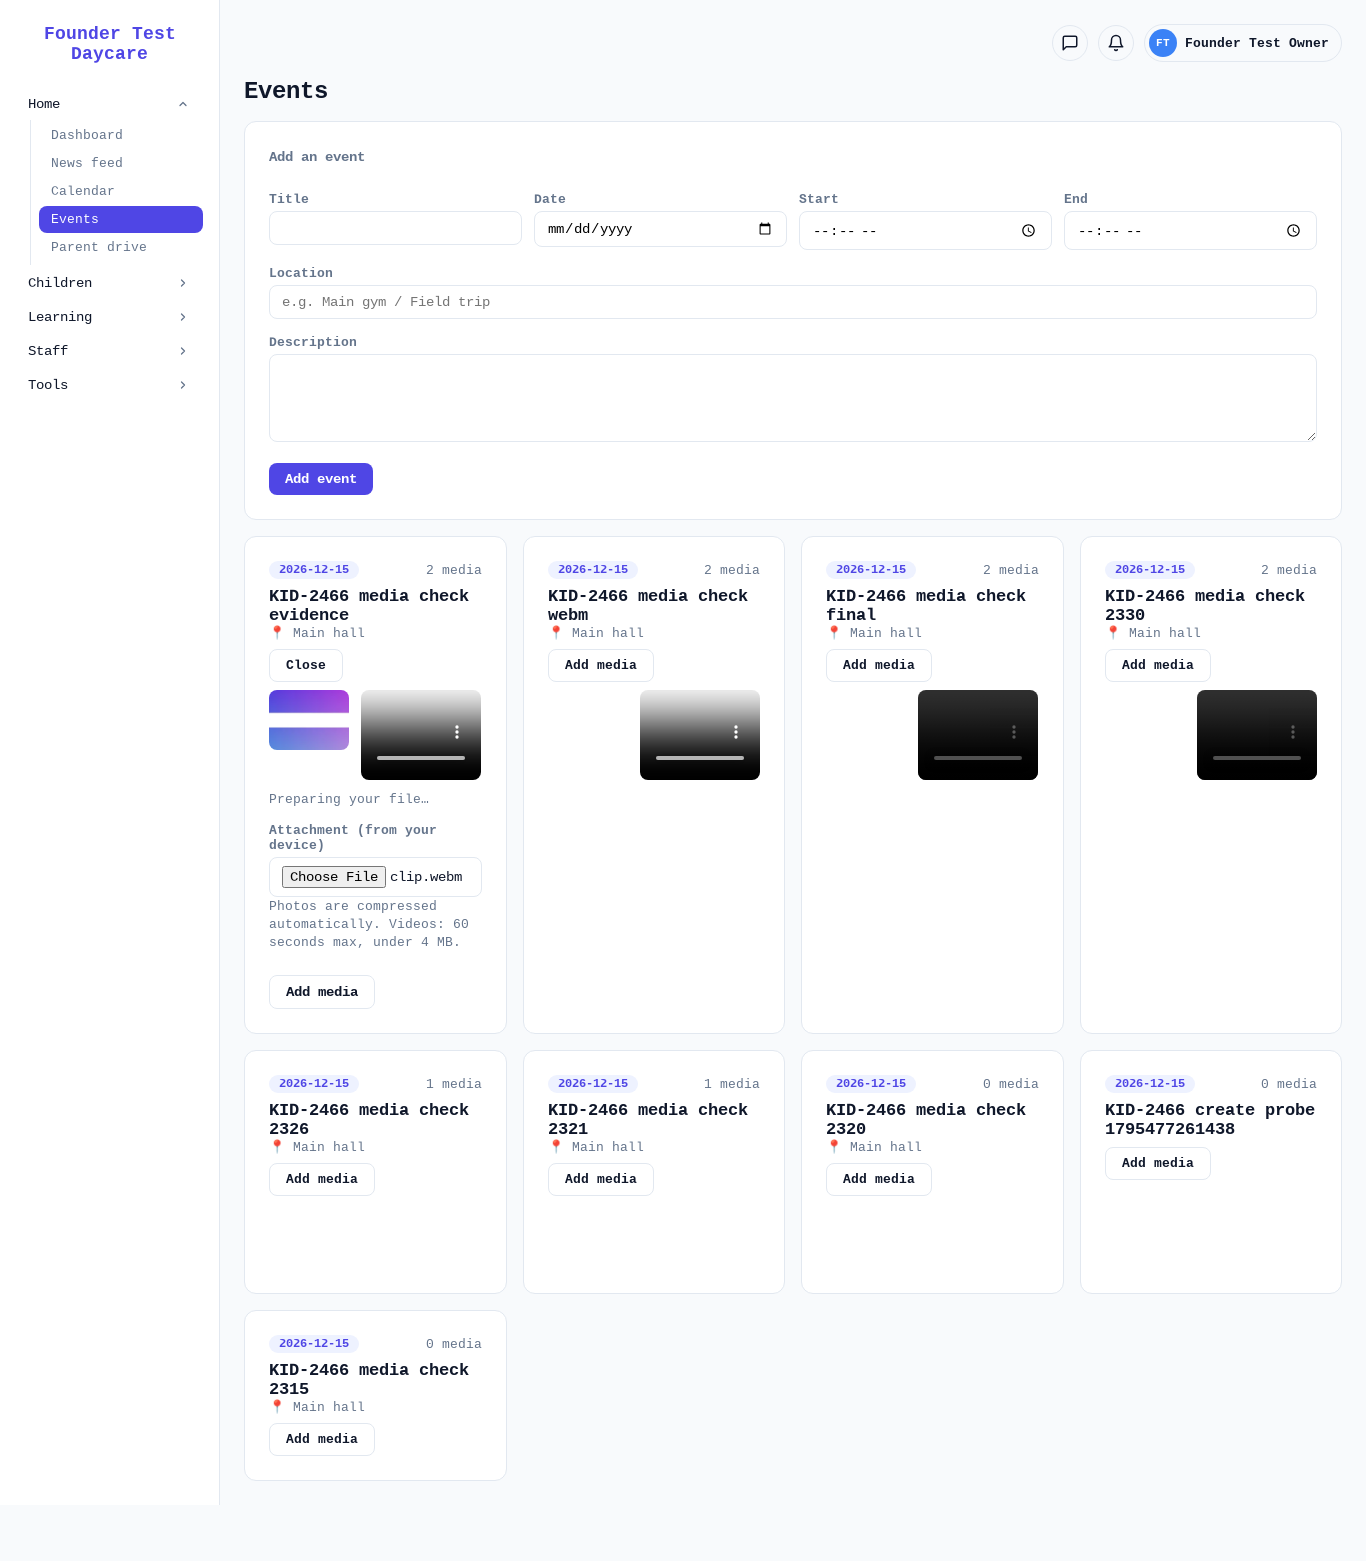 Founder Test
Daycare
FT Founder Test Owner
Home
Dashboard
News feed
Calendar
Events
Parent drive
Children
Learning
Staff
Tools
Events
Add an event
Title Date Start End
mm/dd/yyyy --:-- -- --:-- --
Location
e.g. Main gym / Field trip
Description
Add event
2026-12-15 2 media
KID-2466 media check
evidence
📍 Main hall
Close
Preparing your file…
Attachment (from your
device)
Choose File clip.webm
Photos are compressed
automatically. Videos: 60
seconds max, under 4 MB.
Add media
2026-12-15 2 media
KID-2466 media check
webm
📍 Main hall
Add media
2026-12-15 2 media
KID-2466 media check
final
📍 Main hall
Add media
2026-12-15 2 media
KID-2466 media check
2330
📍 Main hall
Add media
2026-12-15 1 media
KID-2466 media check
2326
📍 Main hall
Add media
2026-12-15 1 media
KID-2466 media check
2321
📍 Main hall
Add media
2026-12-15 0 media
KID-2466 media check
2320
📍 Main hall
Add media
2026-12-15 0 media
KID-2466 create probe
1795477261438
Add media
2026-12-15 0 media
KID-2466 media check
2315
📍 Main hall
Add media